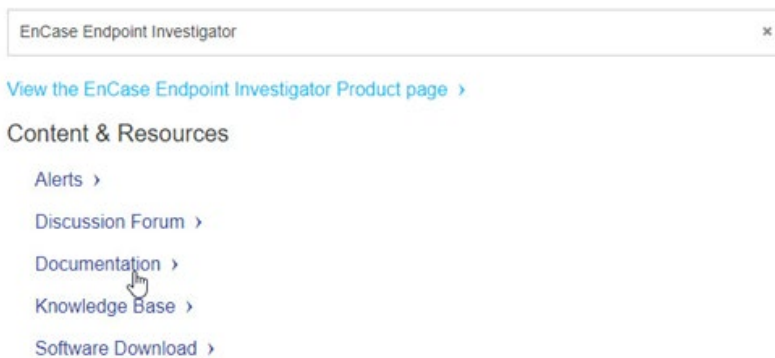 EnCase Endpoint Investigator ×
View the EnCase Endpoint Investigator Product page ›
Content & Resources
Alerts ›
Discussion Forum ›
Documentation ›
Knowledge Base ›
Software Download ›